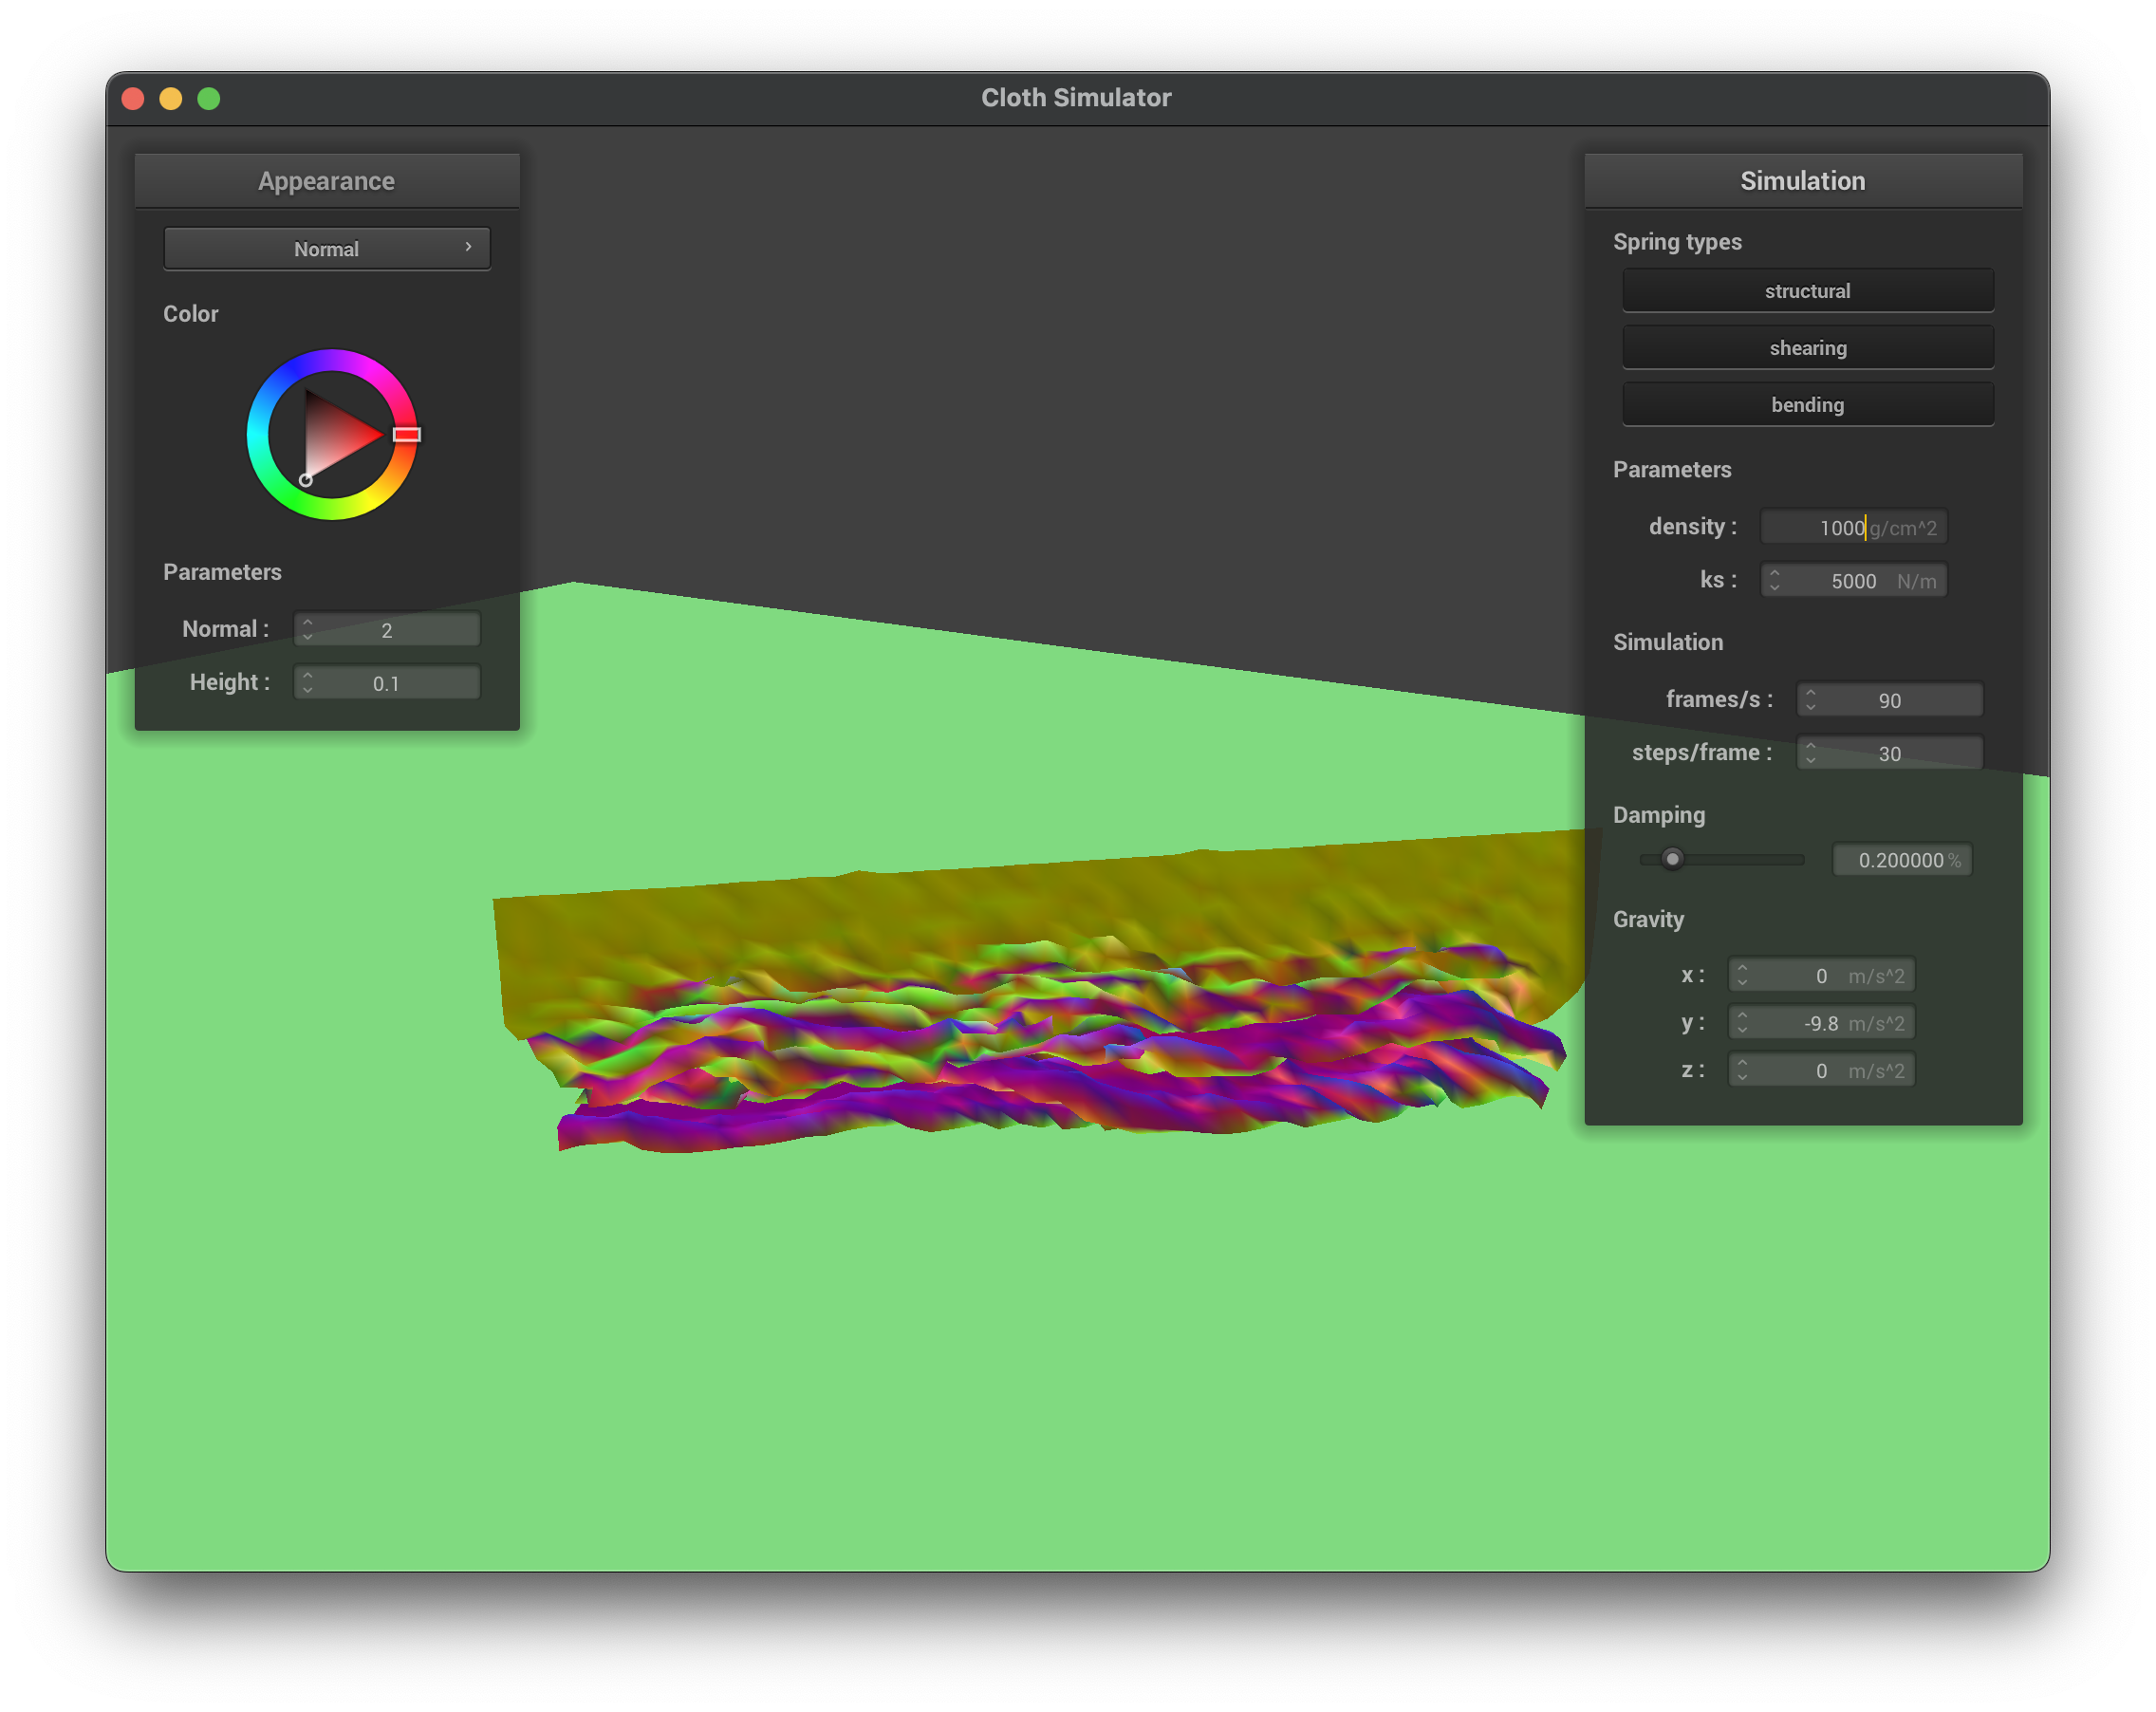 Cloth Simulator
Appearance
Normal
Color
Parameters
Normal : 2
Height : 0.1
Simulation
Spring types
structural
shearing
bending
Parameters
density : 1000 g/cm^2
ks : 5000 N/m
Simulation
frames/s : 90
steps/frame : 30
Damping
0.200000 %
Gravity
x : 0 m/s^2
y : -9.8 m/s^2
z : 0 m/s^2